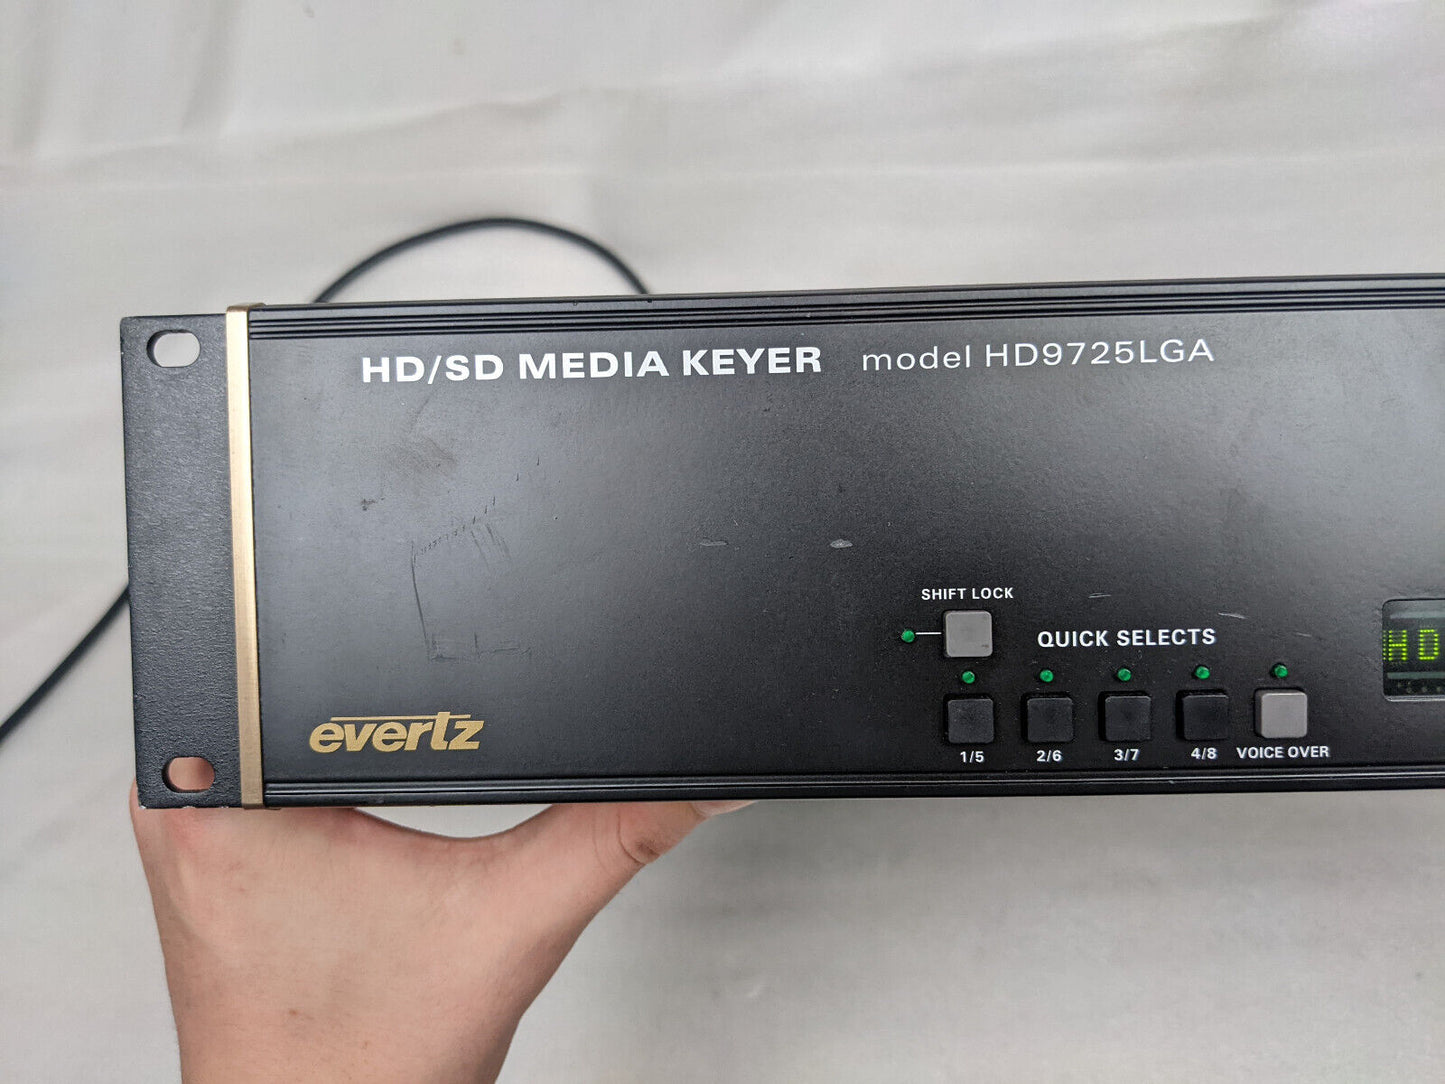 HD/SD MEDIA KEYER model HD9725LGA
SHIFT LOCK
QUICK SELECTS
HD
1/5 2/6 3/7 4/8 VOICE OVER
evertz